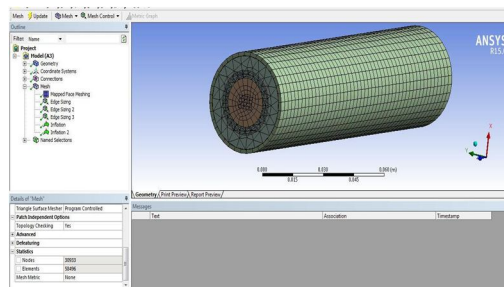 Mesh Update Mesh Mesh Control Metric Graph
Outline
Filter: Name
Project
Model (A3)
Geometry
Coordinate Systems
Connections
Mesh
Mapped Face Meshing
Edge Sizing
Edge Sizing 2
Edge Sizing 3
Inflation
Inflation 2
Named Selections
ANSYS
R15.0
0.000
0.030
0.060 (m)
0.015
0.045
X
Y
Geometry Print Preview Report Preview
Details of "Mesh"
Triangle Surface Mesher Program Controlled
Patch Independent Options
Topology Checking Yes
Advanced
Defeaturing
Statistics
Nodes
Elements 50496
Mesh Metric None
Messages
Text Association Timestamp